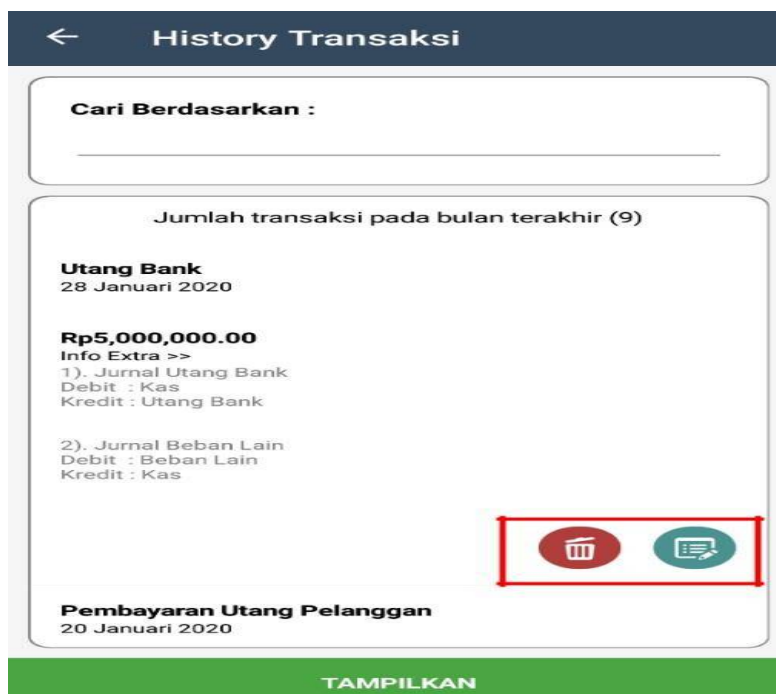 History Transaksi
Cari Berdasarkan :
Jumlah transaksi pada bulan terakhir (9)
Utang Bank
28 Januari 2020
Rp5,000,000.00
Info Extra >>
1). Jurnal Utang Bank
Debit : Kas
Kredit : Utang Bank
2). Jurnal Beban Lain
Debit : Beban Lain
Kredit : Kas
Pembayaran Utang Pelanggan
20 Januari 2020
TAMPILKAN